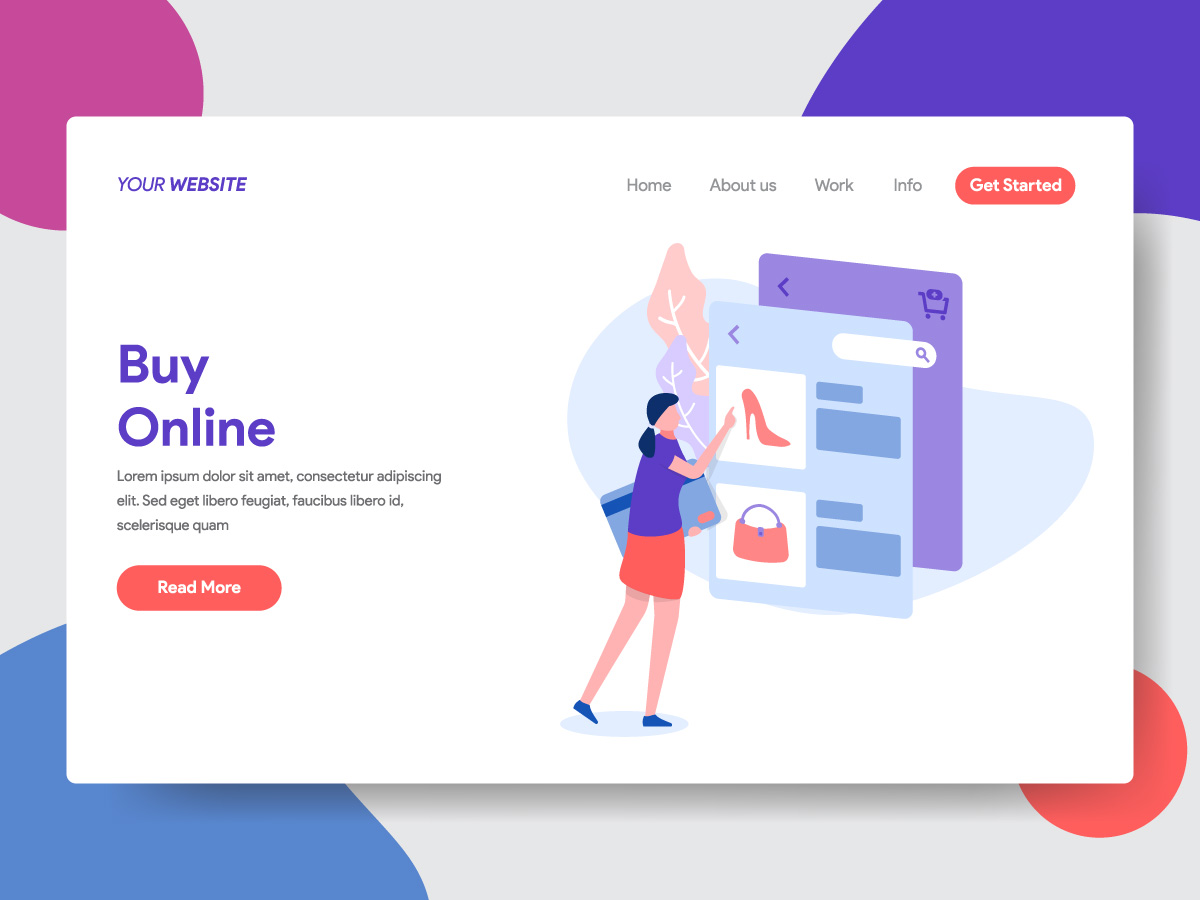 YOUR WEBSITE
Home About us Work Info Get Started
Buy
Online
Lorem ipsum dolor sit amet, consectetur adipiscing
elit. Sed eget libero feugiat, faucibus libero id,
scelerisque quam
Read More